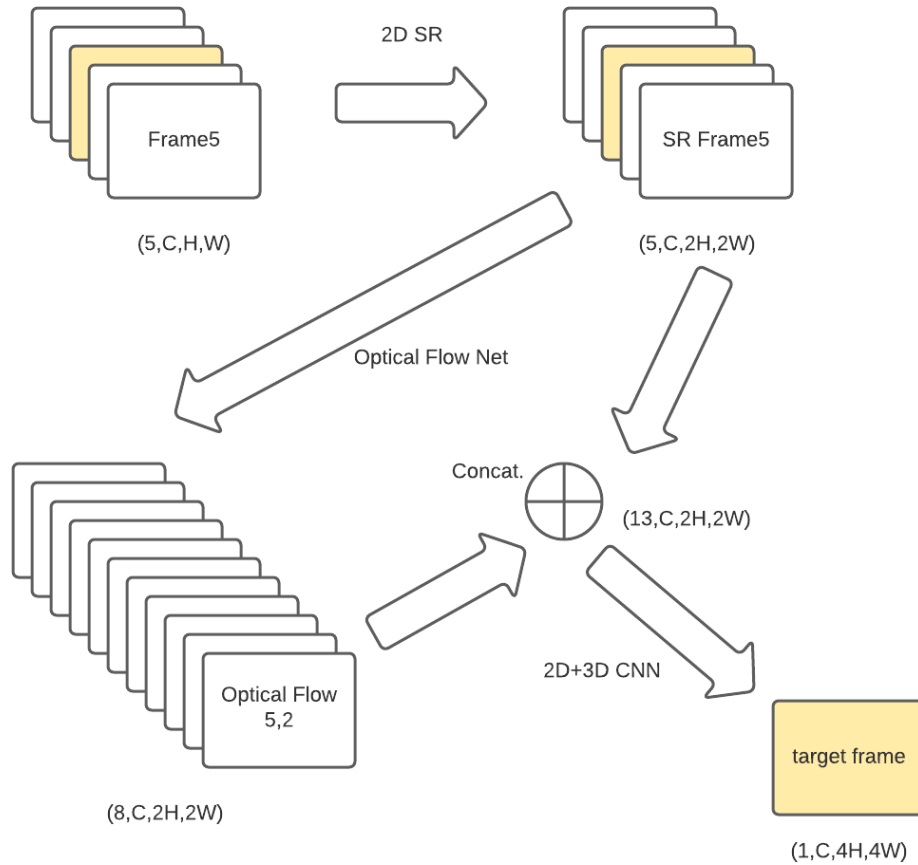 2D SR
Frame5
SR Frame5
(5,C,H,W)
(5,C,2H,2W)
Optical Flow Net
Concat.
(13,C,2H,2W)
Optical Flow
5,2
2D+3D CNN
target frame
(8,C,2H,2W)
(1,C,4H,4W)